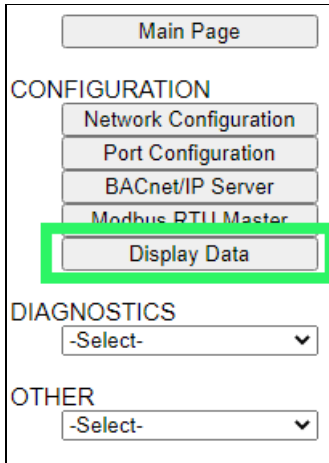 Main Page
CONFIGURATION
Network Configuration
Port Configuration
BACnet/IP Server
Modbus RTU Master
Display Data
DIAGNOSTICS
-Select-
OTHER
-Select-